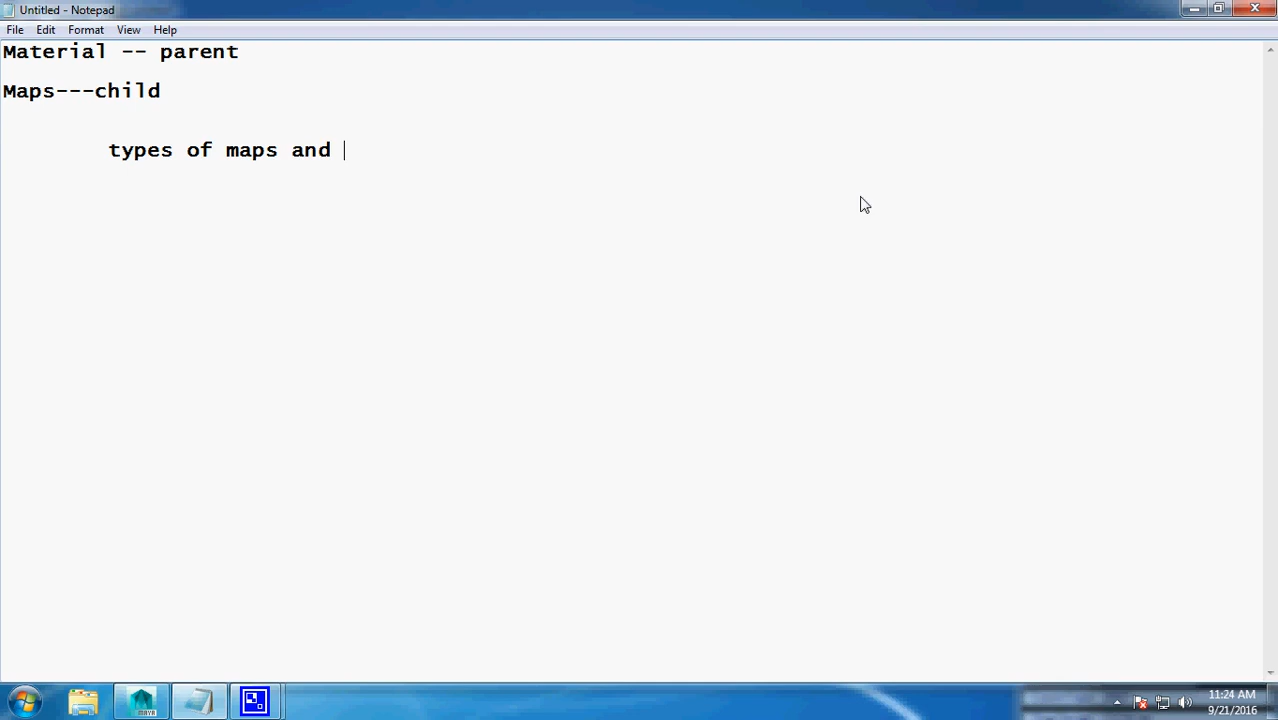 Untitled - Notepad
File Edit Format View Help
Material -- parent
Maps---child
types of maps and
11:24 AM
9/21/2016